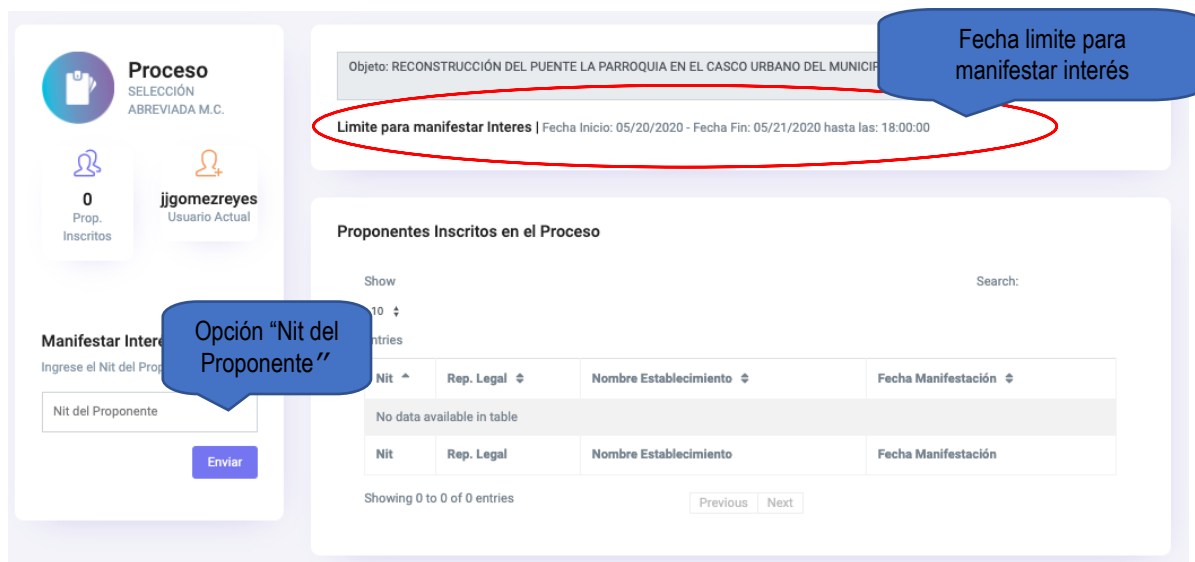 Proceso
SELECCIÓN
ABREVIADA M.C.
0
Prop.
Inscritos
jjgomezreyes
Usuario Actual
Manifestar
Ingrese el Nit del
Nit del Proponente
Enviar
Opción “Nit del
Proponente”
Objeto: RECONSTRUCCIÓN DEL PUENTE LA PARROQUIA EN EL CASCO URBANO DEL
Limite para manifestar Interes | Fecha Inicio: 05/20/2020 - Fecha Fin: 05/21/2020 hasta las: 18:00:00
Fecha limite para
manifestar interés
Proponentes Inscritos en el Proceso
Show
Search:
10
Nit Rep. Legal Nombre Establecimiento Fecha Manifestación
No data available in table
Nit Rep. Legal Nombre Establecimiento Fecha Manifestación
Showing 0 to 0 of 0 entries
Previous Next